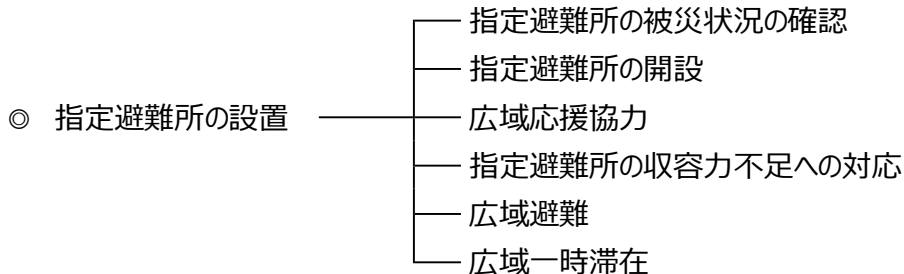 指定避難所の被災状況の確認
指定避難所の開設
◎ 指定避難所の設置
広域応援協力
指定避難所の収容力不足への対応
広域避難
広域一時滞在